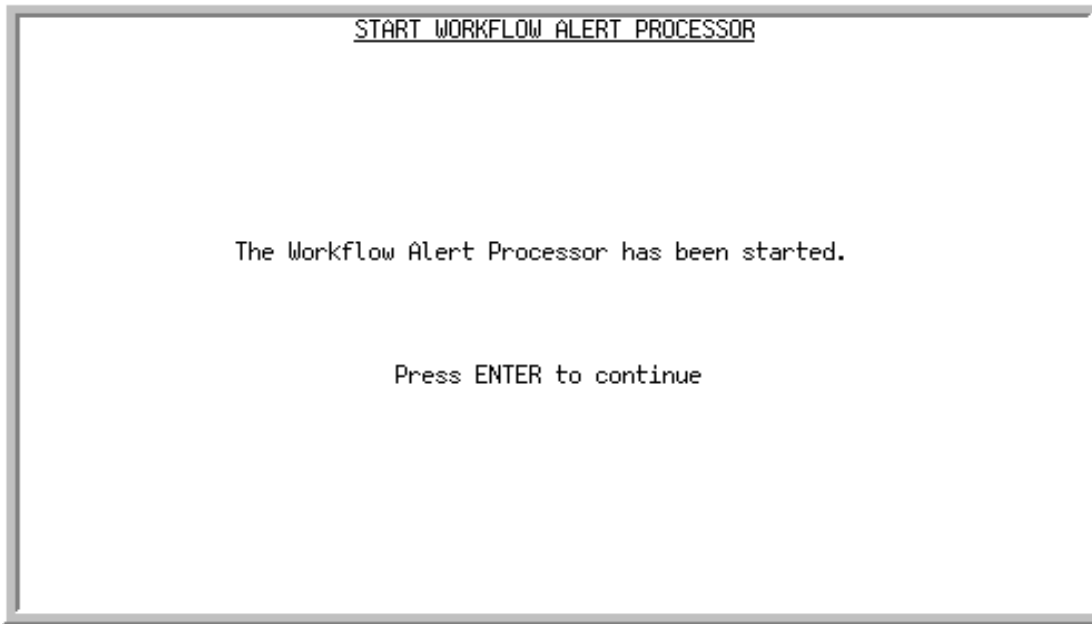 START WORKFLOW ALERT PROCESSOR
The Workflow Alert Processor has been started.
Press ENTER to continue